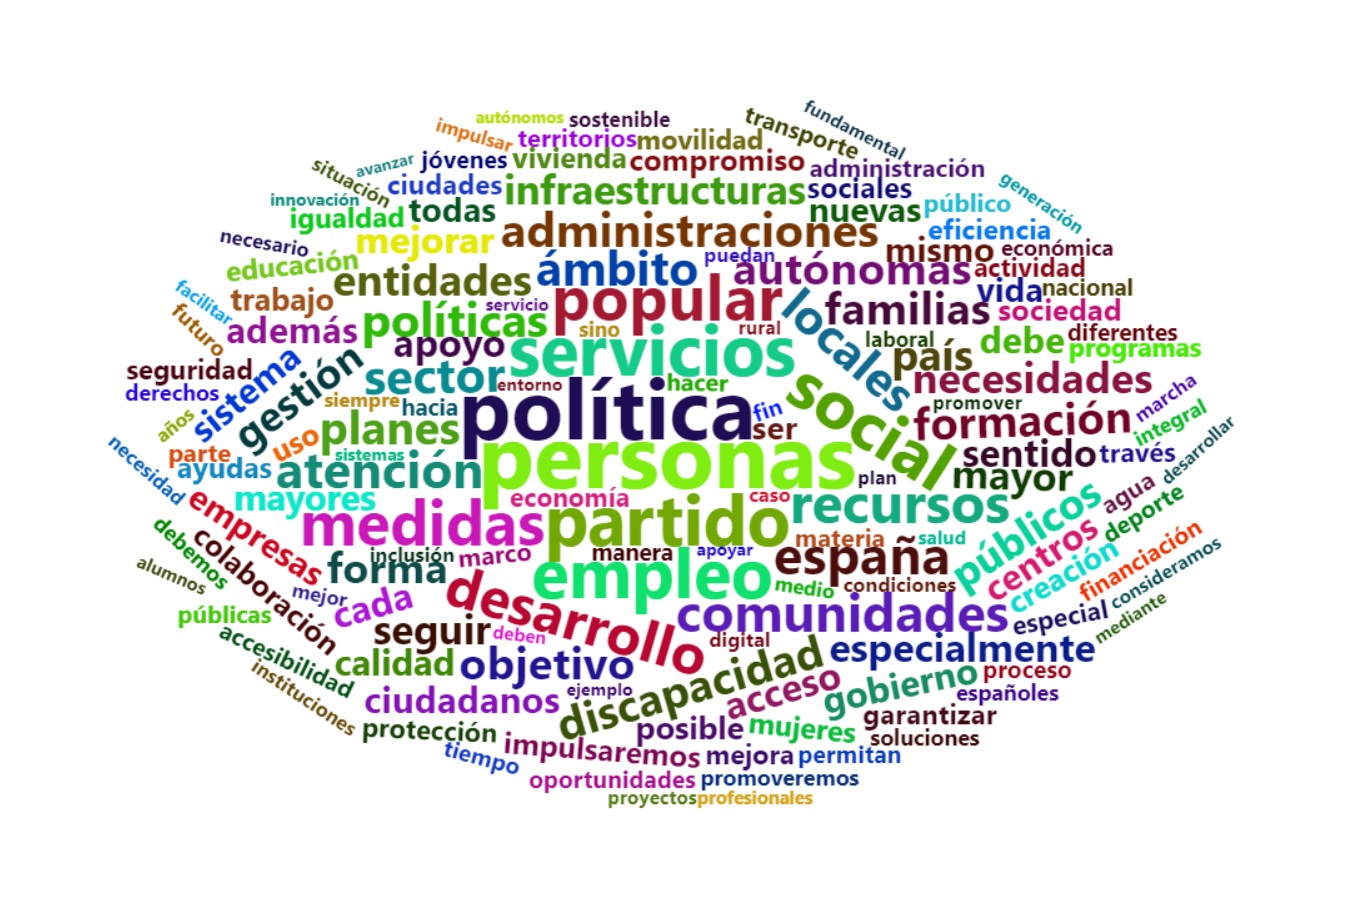 fundamental
autónomos
sostenible
transporte
impulsar
territorios
movilidad
avanzar
jóvenes
vivienda
compromiso
administración
situación
ciudades
infraestructuras
sociales
generación
innovación
igualdad
todas
nuevas
público
necesario
mejorar
administraciones
eficiencia
mismo
económica
educación
entidades
ámbito
puedan
autónomas
actividad
facilitar
trabajo
servicio
popular
locales
familias
vida
nacional
sociedad
futuro
además
políticas
sino
rural
laboral
debe
diferentes
programas
apoyo
servicios
país
seguridad
derechos
sistema
gestión
sector
entorno
hacer
necesidades
marcha
siempre
hacia
política
social
promover
años
uso
planes
fin
ser
formación
integral
desarrollar
parte
sistemas
personas
sentido
través
necesidad
ayudas
atención
plan
mayor
mayores
economía
caso
recursos
públicos
agua
deporte
empresas
medidas
partido
materia
salud
centros
debemos
colaboración
inclusión
marco
manera
apoyar
españa
creación
financiación
alumnos
forma
empleo
medio
condiciones
consideramos
mejor
cada
desarrollo
comunidades
especial
mediante
públicas
seguir
deben
digital
especialmente
accesibilidad
calidad
objetivo
discapacidad
acceso
gobierno
proceso
instituciones
ciudadanos
ejemplo
españoles
protección
posible
mujeres
garantizar
soluciones
tiempo
impulsaremos
mejora
permitan
oportunidades
promoveremos
proyectos
profesionales